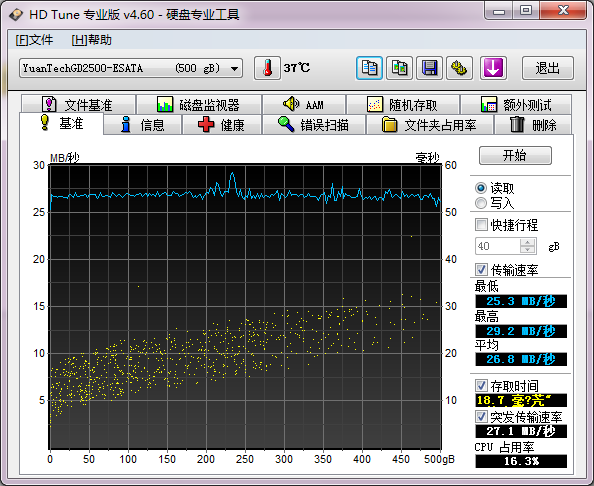 HD Tune 专业版 v4.60 - 硬盘专业工具
[F]文件 [H]帮助
YuanTechGD2500-ESATA (500 gB) 37℃ 退出
文件基准 磁盘监视器 AAM 随机存取 额外测试
基准 信息 健康 错误扫描 文件夹占用率 删除
MB/秒 毫秒
30 60
25 50
20 40
15 30
10 20
5 10
0 50 100 150 200 250 300 350 400 450 500gB
开始
读取
写入
快捷行程
40 gB
传输速率
最低
25.3 MB/秒
最高
29.2 MB/秒
平均
26.8 MB/秒
存取时间
18.7 毫?
突发传输速率
27.1 MB/秒
CPU 占用率
16.3%